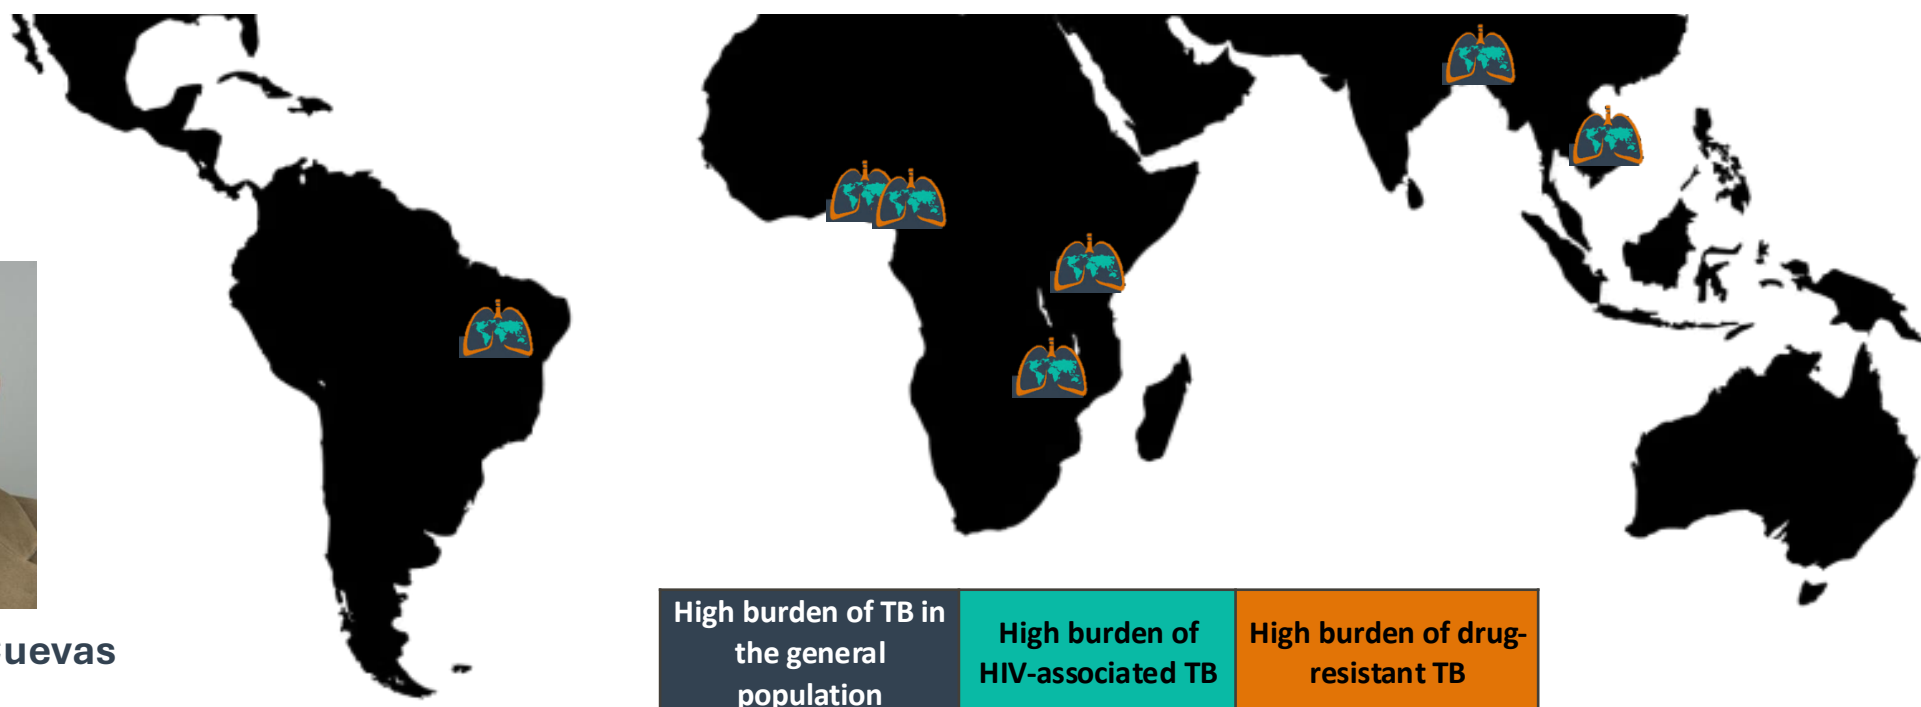 High burden of TB in
the general
population
High burden of
HIV-associated TB
High burden of drug-
resistant TB